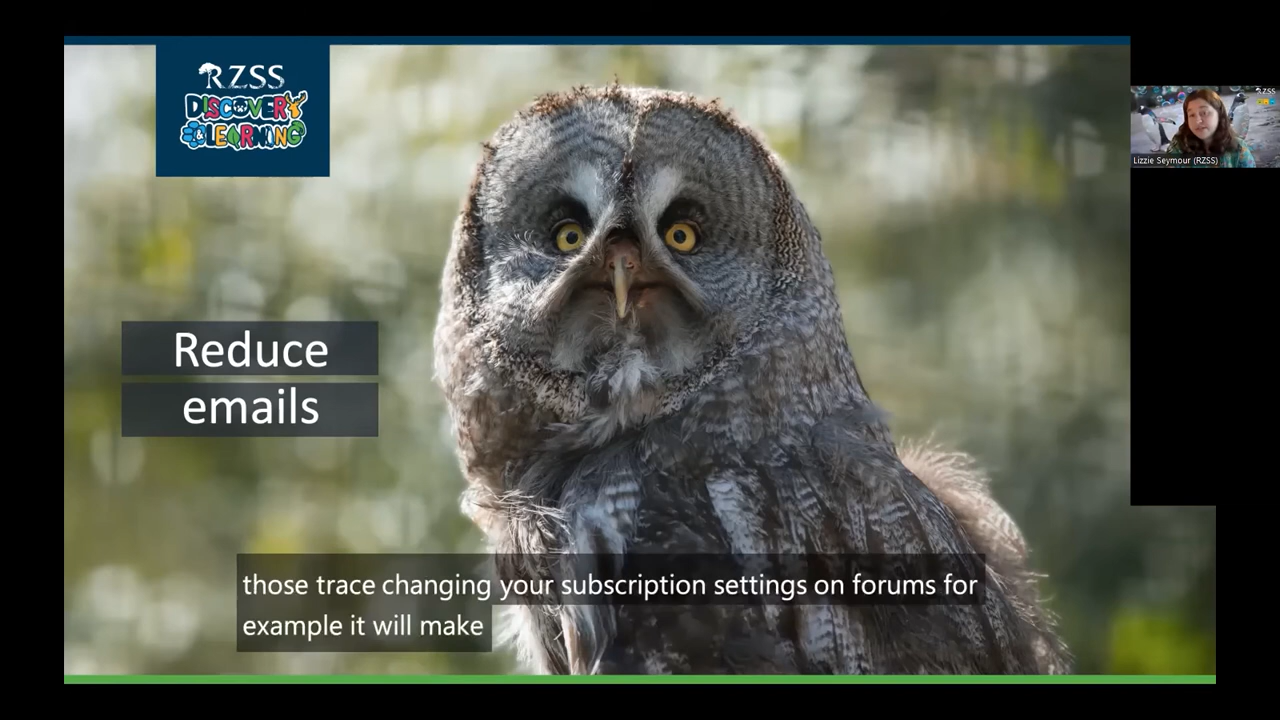 RZSS
DISCOVERY
& LEARNING
RZSS
Lizzie Seymour (RZSS)
Reduce
emails
those trace changing your subscription settings on forums for
example it will make